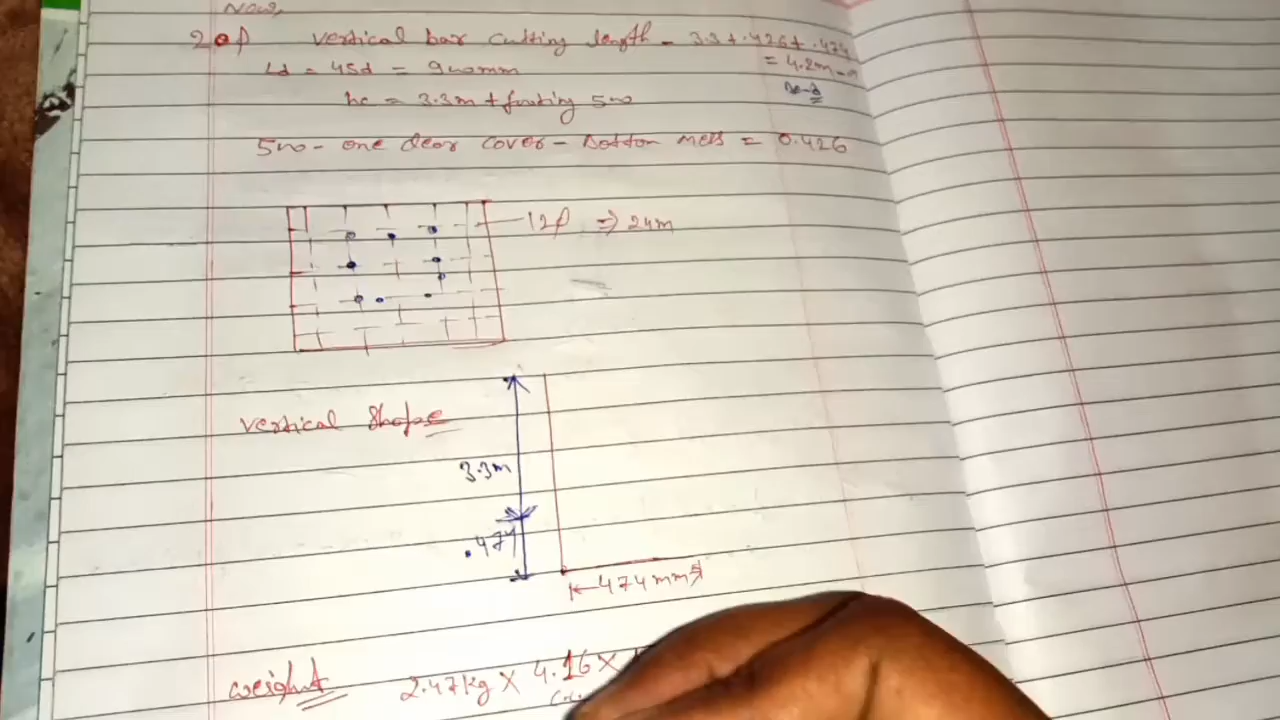 Now,
20φ Vertical bar cutting length - 3.3 + .426 + .474
= 4.2m -
Ld = 45d = 900mm
hc = 3.3m + footing 500
500 - one clear cover - bottom mess = 0.426
12φ ⇒ 24m
vertical shape
3.3m
.474
474mm
weight 2.47kg × 4.16 ×